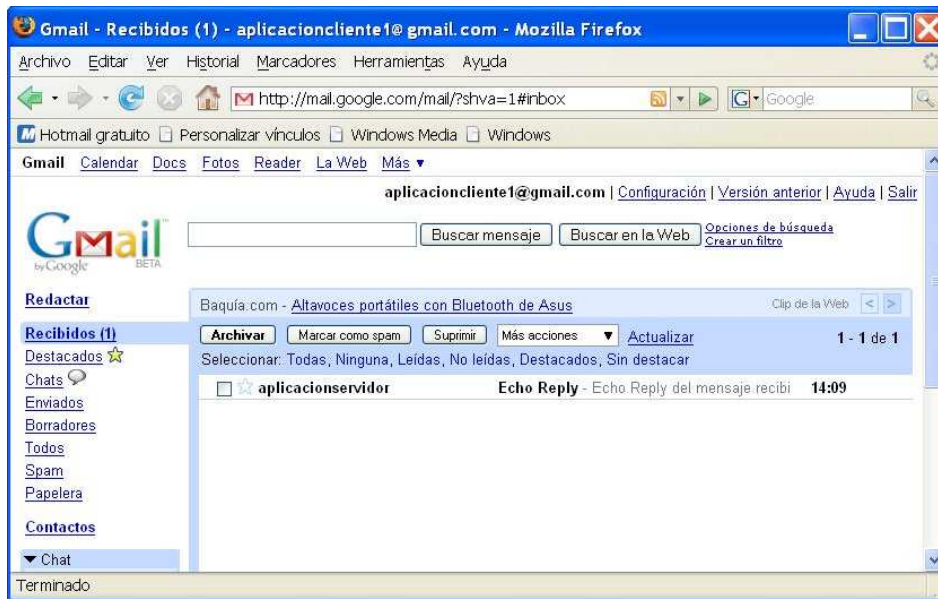 Gmail - Recibidos (1) - aplicacioncliente1@gmail.com - Mozilla Firefox
Archivo Editar Ver Historial Marcadores Herramientas Ayuda
http://mail.google.com/mail/?shva=1#inbox G Google
Hotmail gratuito Personalizar vínculos Windows Media Windows
Gmail Calendar Docs Fotos Reader La Web Más ▼
aplicacioncliente1@gmail.com | Configuración | Versión anterior | Ayuda | Salir
Gmail
by Google BETA
Buscar mensaje Buscar en la Web Opciones de búsqueda
Crear un filtro
Redactar
Baquía.com - Altavoces portátiles con Bluetooth de Asus Clip de la Web < >
Recibidos (1)
Archivar Marcar como spam Suprimir Más acciones ▼ Actualizar 1 - 1 de 1
Destacados
Seleccionar: Todas, Ninguna, Leídas, No leídas, Destacados, Sin destacar
Chats
aplicacionservidor Echo Reply - Echo Reply del mensaje recibi 14:09
Enviados
Borradores
Todos
Spam
Papelera
Contactos
▼ Chat
Terminado